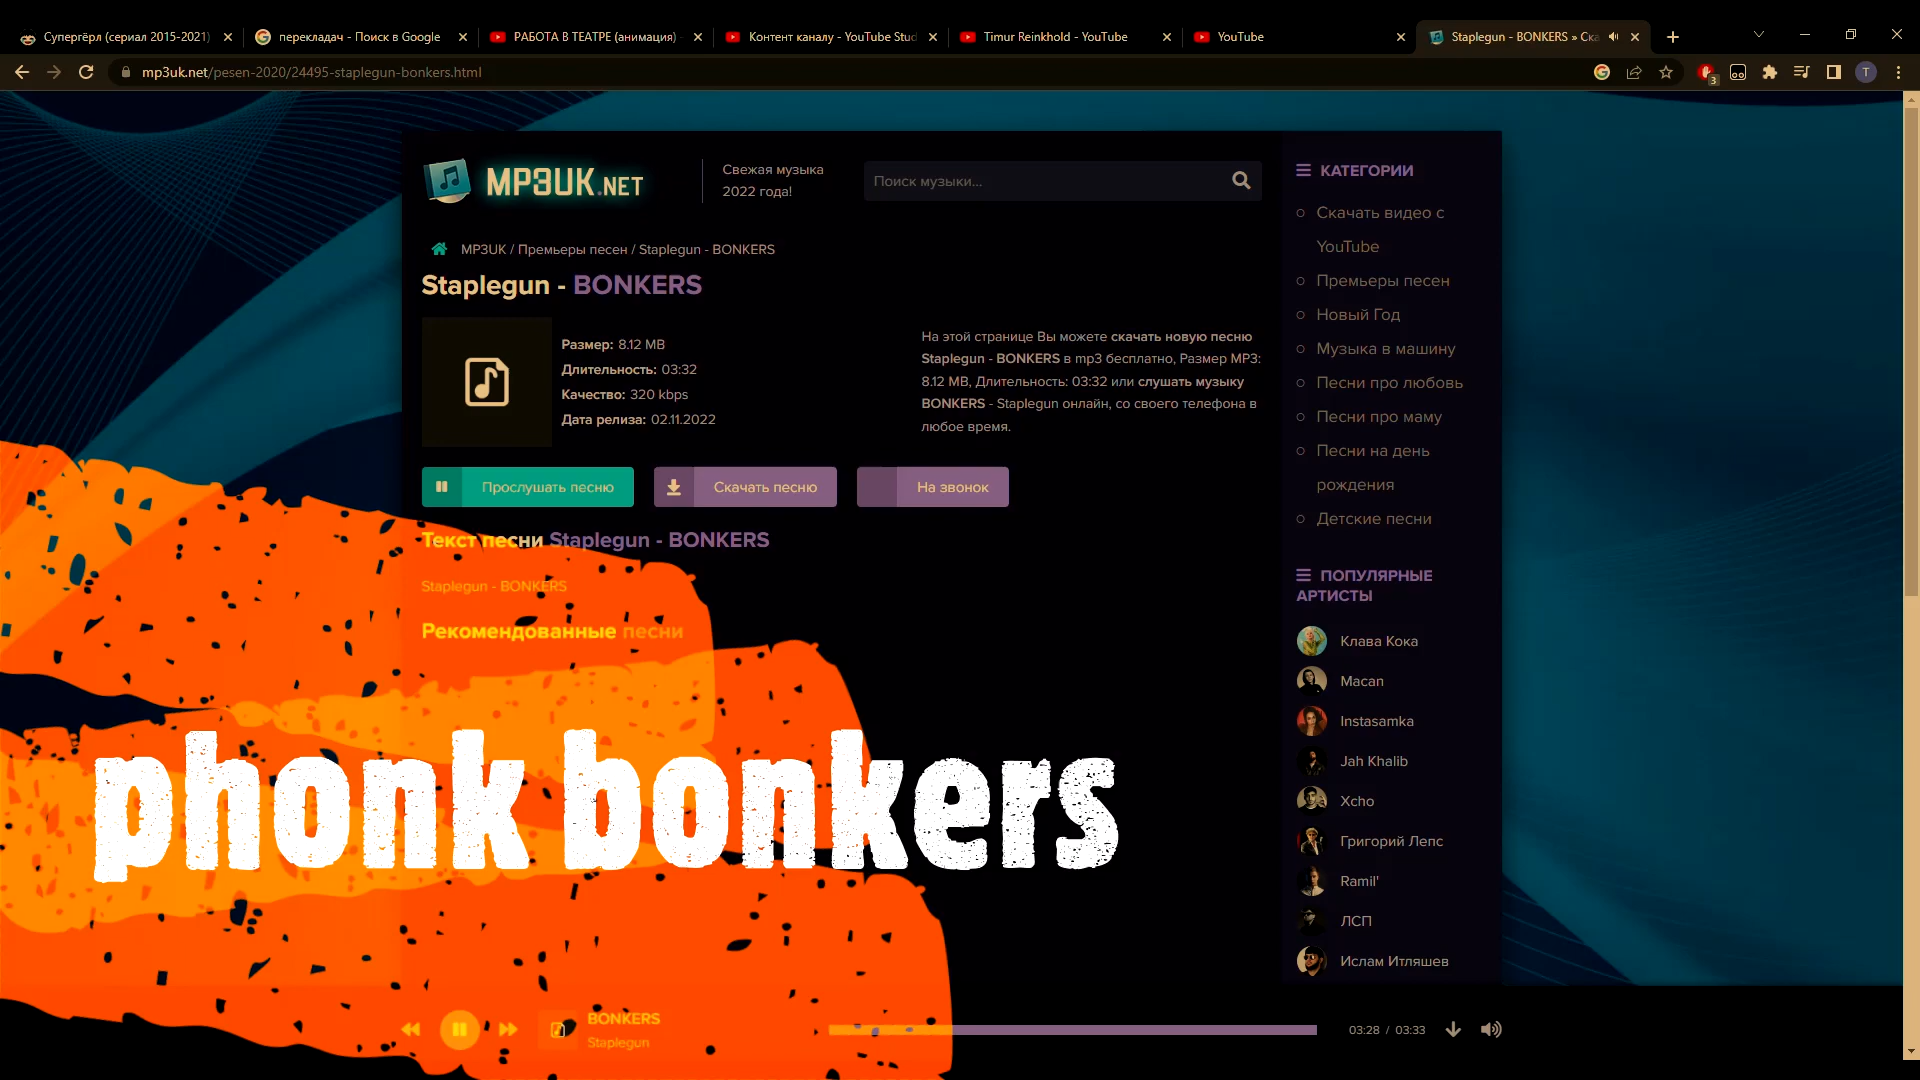 Супергёрл (сериал 2015-2021)
перекладач - Поиск в Google
РАБОТА В ТЕАТРЕ (анимация) -
Контент каналу - YouTube Stud
Timur Reinkhold - YouTube
YouTube
Staplegun - BONKERS » Ска
mp3uk.net/pesen-2020/24495-staplegun-bonkers.html
3
T
MP3UK.NET
Свежая музыка
2022 года!
Поиск музыки...
MP3UK / Премьеры песен / Staplegun - BONKERS
Staplegun - BONKERS
Размер: 8.12 MB
Длительность: 03:32
Качество: 320 kbps
Дата релиза: 02.11.2022
На этой странице Вы можете скачать новую песню
Staplegun - BONKERS в mp3 бесплатно, Размер MP3:
8.12 MB, Длительность: 03:32 или слушать музыку
BONKERS - Staplegun онлайн, со своего телефона в
любое время.
Прослушать песню
Скачать песню
На звонок
Текст песни Staplegun - BONKERS
Staplegun - BONKERS
Рекомендованные песни
phonk bonkers
КАТЕГОРИИ
Скачать видео с
YouTube
Премьеры песен
Новый Год
Музыка в машину
Песни про любовь
Песни про маму
Песни на день
рождения
Детские песни
ПОПУЛЯРНЫЕ
АРТИСТЫ
Клава Кока
Macan
Instasamka
Jah Khalib
Xcho
Григорий Лепс
Ramil'
ЛСП
Ислам Итляшев
BONKERS
Staplegun
03:28 / 03:33